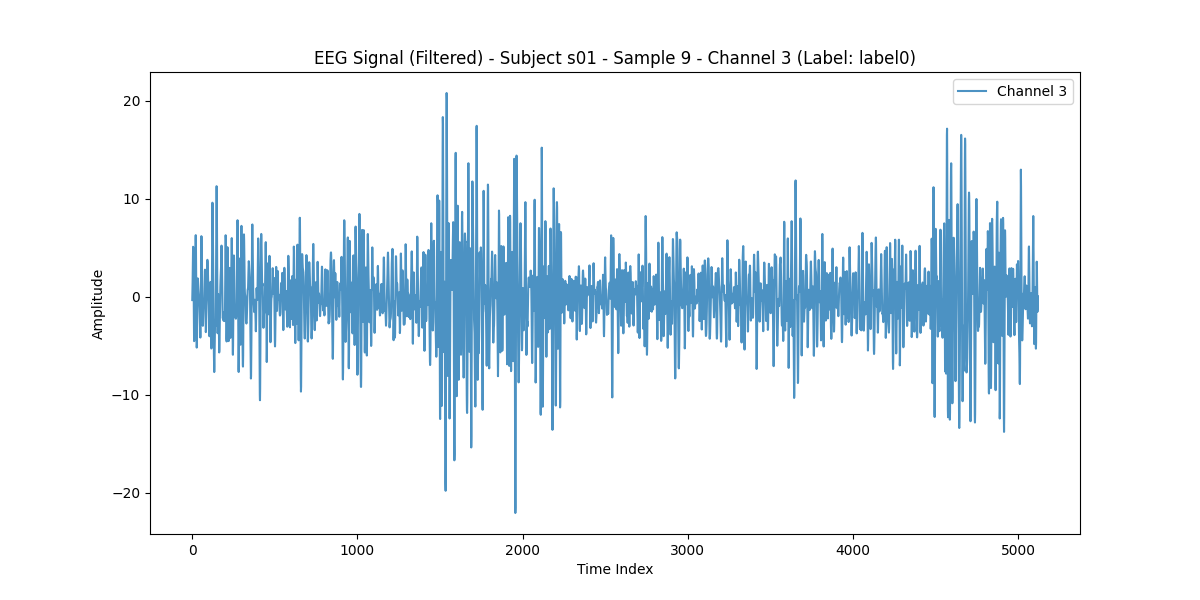 EEG Signal (Filtered) - Subject s01 - Sample 9 - Channel 3 (Label: label0)
Channel 3
20
10
0
−10
−20
Amplitude
0 1000 2000 3000 4000 5000
Time Index